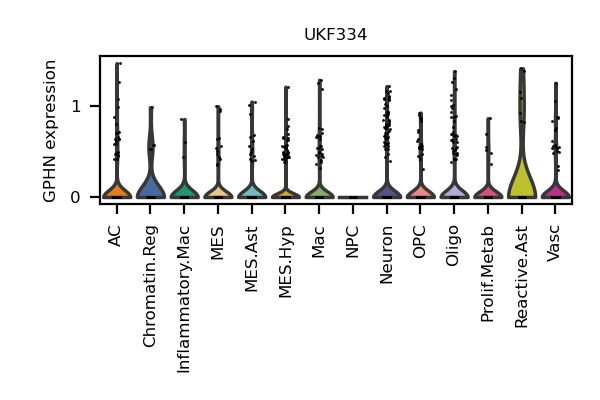 UKF334
GPHN expression
1
0
AC
Chromatin.Reg
Inflammatory.Mac
MES
MES.Ast
MES.Hyp
Mac
NPC
Neuron
OPC
Oligo
Prolif.Metab
Reactive.Ast
Vasc